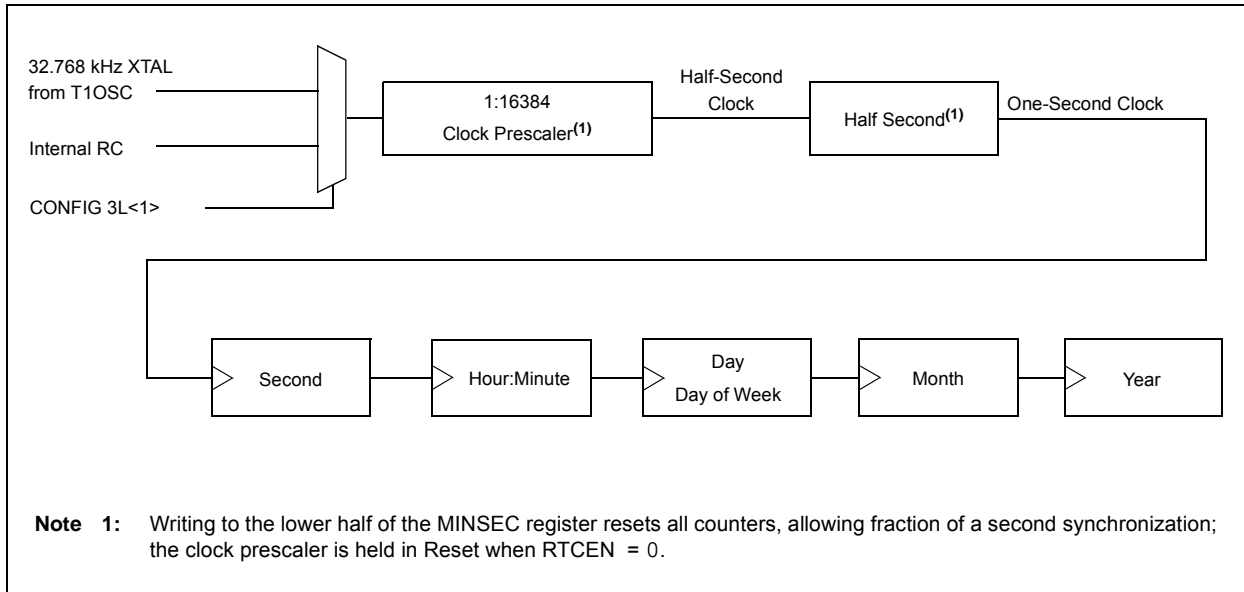 32.768 kHz XTAL
from T1OSC
Internal RC
CONFIG 3L<1>
1:16384
Clock Prescaler(1)
Half-Second
Clock
Half Second(1)
One-Second Clock
Second
Hour:Minute
Day
Day of Week
Month
Year
Note 1: Writing to the lower half of the MINSEC register resets all counters, allowing fraction of a second synchronization;
the clock prescaler is held in Reset when RTCEN = 0.